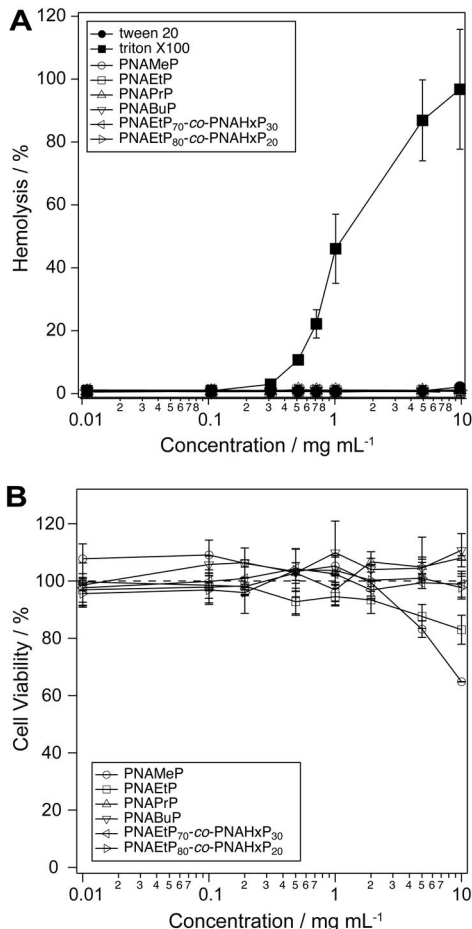 A
120
100
80
60
40
20
0
Hemolysis / %
tween 20
triton X100
PNAMeP
PNAEtP
PNAPrP
PNABuP
PNAEtP70-co-PNAHxP30
PNAEtP80-co-PNAHxP20
0.01 2 3 4 5 6 7 8 0.1 2 3 4 5 6 7 8 1 2 3 4 5 6 7 8 10
Concentration / mg mL-1
B
120
100
80
60
40
20
0
Cell Viability / %
PNAMeP
PNAEtP
PNAPrP
PNABuP
PNAEtP70-co-PNAHxP30
PNAEtP80-co-PNAHxP20
0.01 2 3 4 5 6 7 0.1 2 3 4 5 6 7 1 2 3 4 5 6 7 10
Concentration / mg mL-1